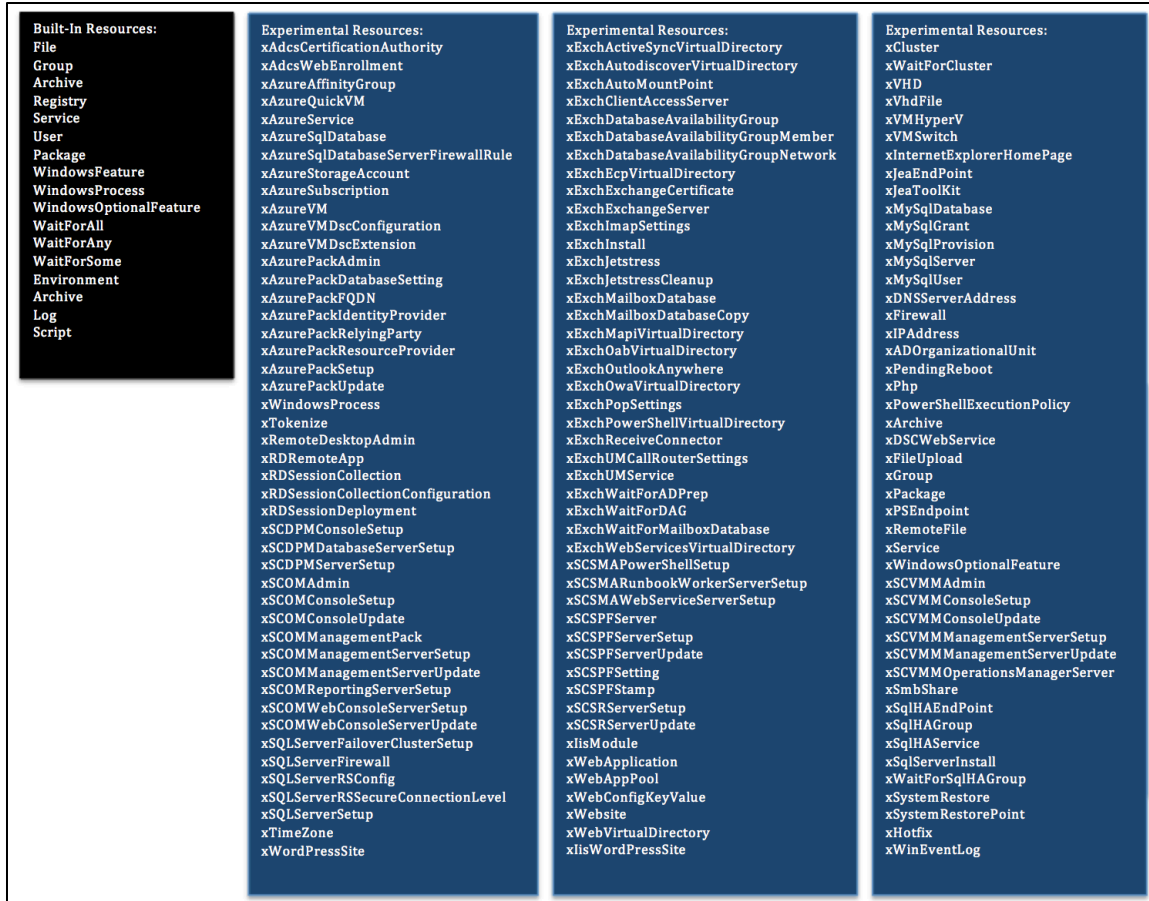 Built-In Resources:
File
Group
Archive
Registry
Service
User
Package
WindowsFeature
WindowsProcess
WindowsOptionalFeature
WaitForAll
WaitForAny
WaitForSome
Environment
Archive
Log
Script
Experimental Resources:
xAdcsCertificationAuthority
xAdcsWebEnrollment
xAzureAffinityGroup
xAzureQuickVM
xAzureService
xAzureSqlDatabase
xAzureSqlDatabaseServerFirewallRule
xAzureStorageAccount
xAzureSubscription
xAzureVM
xAzureVMDscConfiguration
xAzureVMDscExtension
xAzurePackAdmin
xAzurePackDatabaseSetting
xAzurePackFQDN
xAzurePackIdentityProvider
xAzurePackRelyingParty
xAzurePackResourceProvider
xAzurePackSetup
xAzurePackUpdate
xWindowsProcess
xTokenize
xRemoteDesktopAdmin
xRDRemoteApp
xRDSessionCollection
xRDSessionCollectionConfiguration
xRDSessionDeployment
xSCDPMConsoleSetup
xSCDPMDatabaseServerSetup
xSCDPMServerSetup
xSCOMAdmin
xSCOMConsoleSetup
xSCOMConsoleUpdate
xSCOMManagementPack
xSCOMManagementServerSetup
xSCOMManagementServerUpdate
xSCOMReportingServerSetup
xSCOMWebConsoleServerSetup
xSCOMWebConsoleServerUpdate
xSQLServerFailoverClusterSetup
xSQLServerFirewall
xSQLServerRSConfig
xSQLServerRSSecureConnectionLevel
xSQLServerSetup
xTimeZone
xWordPressSite
Experimental Resources:
xExchActiveSyncVirtualDirectory
xExchAutodiscoverVirtualDirectory
xExchAutoMountPoint
xExchClientAccessServer
xExchDatabaseAvailabilityGroup
xExchDatabaseAvailabilityGroupMember
xExchDatabaseAvailabilityGroupNetwork
xExchEcpVirtualDirectory
xExchExchangeCertificate
xExchExchangeServer
xExchImapSettings
xExchInstall
xExchJetstress
xExchJetstressCleanup
xExchMailboxDatabase
xExchMailboxDatabaseCopy
xExchMapiVirtualDirectory
xExchOabVirtualDirectory
xExchOutlookAnywhere
xExchOwaVirtualDirectory
xExchPopSettings
xExchPowerShellVirtualDirectory
xExchReceiveConnector
xExchUMCallRouterSettings
xExchUMService
xExchWaitForADPrep
xExchWaitForDAG
xExchWaitForMailboxDatabase
xExchWebServicesVirtualDirectory
xSCSMAPowerShellSetup
xSCSMARunbookWorkerServerSetup
xSCSMAWebServiceServerSetup
xSCSPFServer
xSCSPFServerSetup
xSCSPFServerUpdate
xSCSPFSetting
xSCSPFStamp
xSCSRServerSetup
xSCSRServerUpdate
xIisModule
xWebApplication
xWebAppPool
xWebConfigKeyValue
xWebsite
xWebVirtualDirectory
xIisWordPressSite
Experimental Resources:
xCluster
xWaitForCluster
xVHD
xVhdFile
xVMHyperV
xVMSwitch
xInternetExplorerHomePage
xJeaEndPoint
xJeaToolKit
xMySqlDatabase
xMySqlGrant
xMySqlProvision
xMySqlServer
xMySqlUser
xDNSServerAddress
xFirewall
xIPAddress
xADOrganizationalUnit
xPendingReboot
xPhp
xPowerShellExecutionPolicy
xArchive
xDSCWebService
xFileUpload
xGroup
xPackage
xPSEndpoint
xRemoteFile
xService
xWindowsOptionalFeature
xSCVMMAdmin
xSCVMMConsoleSetup
xSCVMMConsoleUpdate
xSCVMMManagementServerSetup
xSCVMMManagementServerUpdate
xSCVMMOperationsManagerServer
xSmbShare
xSqlHAEndPoint
xSqlHAGroup
xSqlHAService
xSqlServerInstall
xWaitForSqlHAGroup
xSystemRestore
xSystemRestorePoint
xHotfix
xWinEventLog